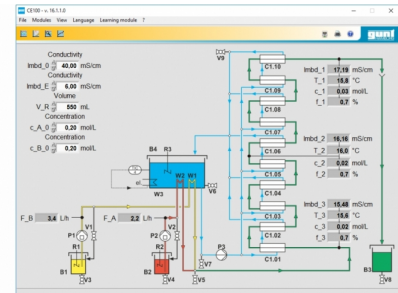 CE100 - v. 16.1.1.0
File Modules View Language Learning module ?
gunt
Conductivity
lmbd_0 40,00 mS/cm
Conductivity
lmbd_E 6,00 mS/cm
Volume
V_R 550 mL
Concentration
c_A_0 0,20 mol/L
Concentration
c_B_0 0,20 mol/L
F_B 3,4 L/h
F_A 2,2 L/h
B4 R3
W2 W1
W3
V6
V1
P1
R1
B1
V3
V2
P2
R2
B2
V4
V5
V7
P3
V9
C1.10
C1.09
C1.08
C1.07
C1.06
C1.05
C1.04
C1.03
C1.02
C1.01
lmbd_1 17,19 mS/cm
T_1 15,8 °C
c_1 0,03 mol/L
f_1 0,7 %
lmbd_2 16,16 mS/cm
T_2 16,0 °C
c_2 0,02 mol/L
f_2 0,7 %
lmbd_3 15,48 mS/cm
T_3 15,6 °C
c_3 0,02 mol/L
f_3 0,7 %
B3
V8